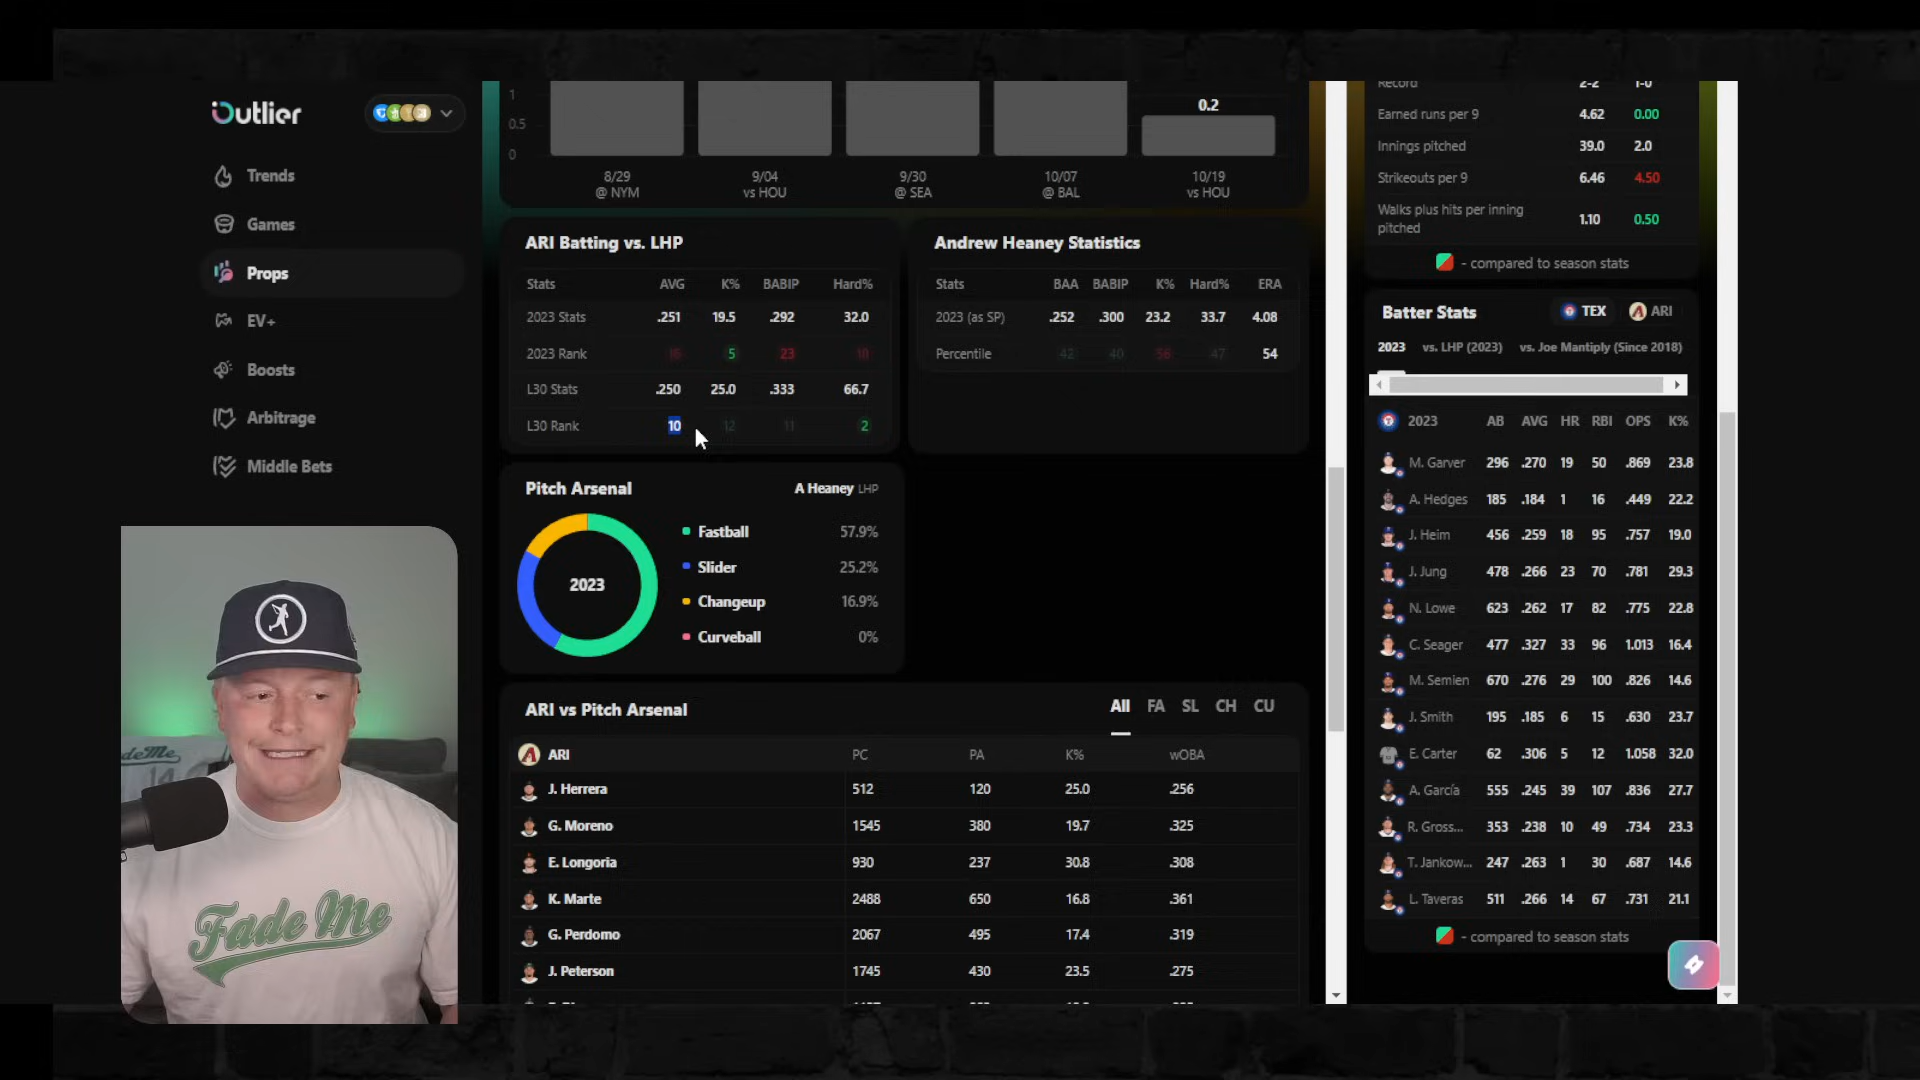 Outlier
Trends
Games
Props
EV+
Boosts
Arbitrage
Middle Bets
1
0.5
0
0.2
8/29 9/04 9/30 10/07 10/19
@ NYM vs HOU @ SEA @ BAL vs HOU
ARI Batting vs. LHP
Stats AVG K% BABIP Hard%
2023 Stats .251 19.5 .292 32.0
2023 Rank 16 5 23 10
L30 Stats .250 25.0 .333 66.7
L30 Rank 10 12 11 2
Andrew Heaney Statistics
Stats BAA BABIP K% Hard% ERA
2023 (as SP) .252 .300 23.2 33.7 4.08
Percentile 42 40 56 47 54
Pitch Arsenal A Heaney LHP
2023
Fastball 57.9%
Slider 25.2%
Changeup 16.9%
Curveball 0%
ARI vs Pitch Arsenal All FA SL CH CU
ARI PC PA K% wOBA
J. Herrera 512 120 25.0 .256
G. Moreno 1545 380 19.7 .325
E. Longoria 930 237 30.8 .308
K. Marte 2488 650 16.8 .361
G. Perdomo 2067 495 17.4 .319
J. Peterson 1745 430 23.5 .275
Record 2-2 1-0
Earned runs per 9 4.62 0.00
Innings pitched 39.0 2.0
Strikeouts per 9 6.46 4.50
Walks plus hits per inning
pitched 1.10 0.50
- compared to season stats
Batter Stats TEX ARI
2023 vs. LHP (2023) vs. Joe Mantiply (Since 2018)
2023 AB AVG HR RBI OPS K%
M. Garver 296 .270 19 50 .869 23.8
A. Hedges 185 .184 1 16 .449 22.2
J. Heim 456 .259 18 95 .757 19.0
J. Jung 478 .266 23 70 .781 29.3
N. Lowe 623 .262 17 82 .775 22.8
C. Seager 477 .327 33 96 1.013 16.4
M. Semien 670 .276 29 100 .826 14.6
J. Smith 195 .185 6 15 .630 23.7
E. Carter 62 .306 5 12 1.058 32.0
A. García 555 .245 39 107 .836 27.7
R. Gross... 353 .238 10 49 .734 23.3
T. Jankow... 247 .263 1 30 .687 14.6
L. Taveras 511 .266 14 67 .731 21.1
- compared to season stats
Fade Me